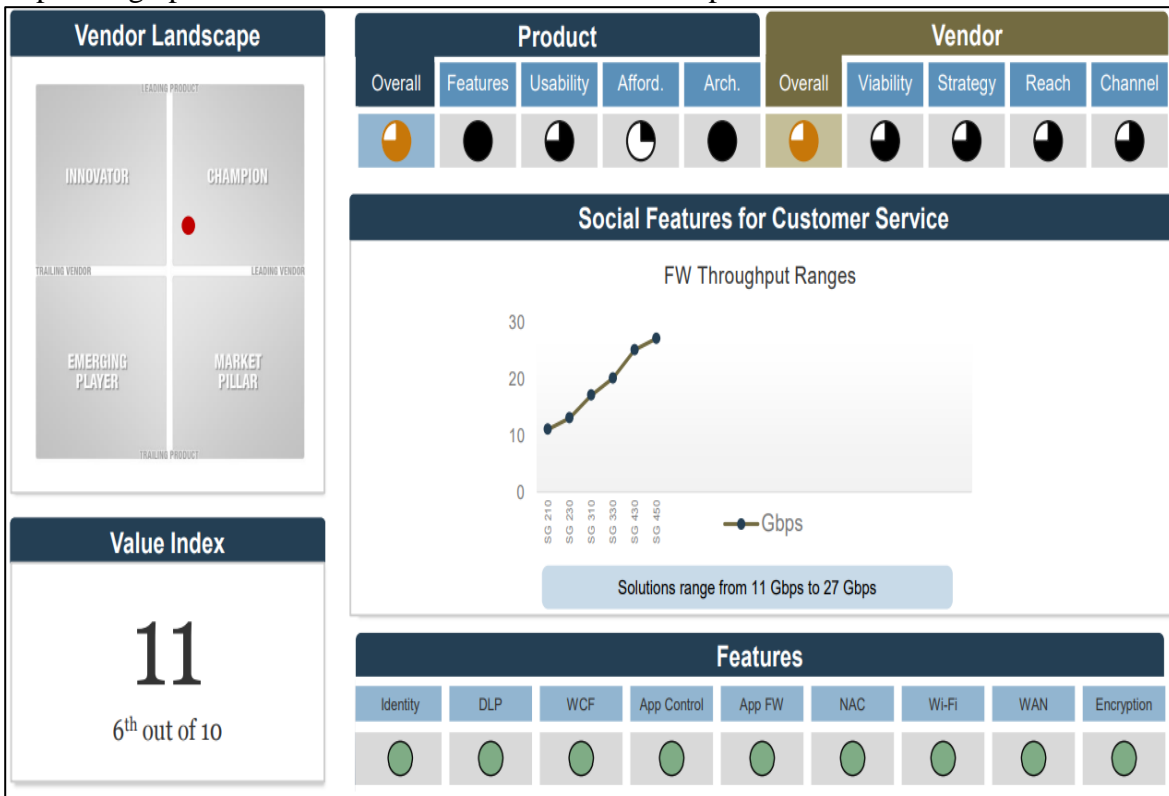 Vendor Landscape
LEADING PRODUCT
INNOVATOR
CHAMPION
TRAILING VENDOR
LEADING VENDOR
EMERGING
PLAYER
MARKET
PILLAR
TRAILING PRODUCT
Value Index
11
6th out of 10
Product
Vendor
Overall
Features
Usability
Afford.
Arch.
Overall
Viability
Strategy
Reach
Channel
Social Features for Customer Service
FW Throughput Ranges
30
20
10
0
SG 210
SG 230
SG 310
SG 330
SG 430
SG 450
Gbps
Solutions range from 11 Gbps to 27 Gbps
Features
Identity
DLP
WCF
App Control
App FW
NAC
Wi-Fi
WAN
Encryption